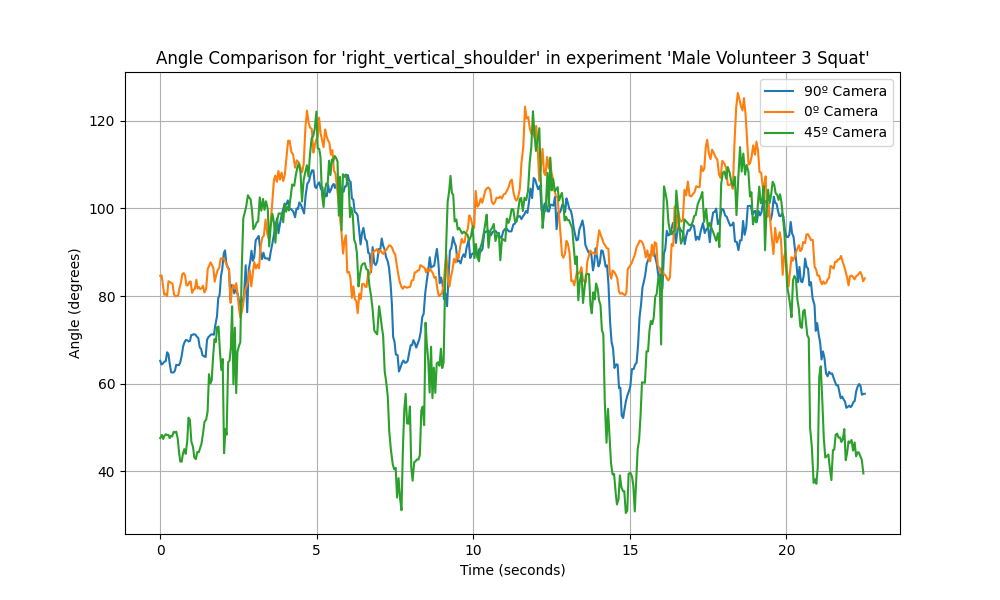 Angle Comparison for 'right_vertical_shoulder' in experiment 'Male Volunteer 3 Squat'
90º Camera
0º Camera
45º Camera
120
100
80
60
40
Angle (degrees)
0
5
10
15
20
Time (seconds)